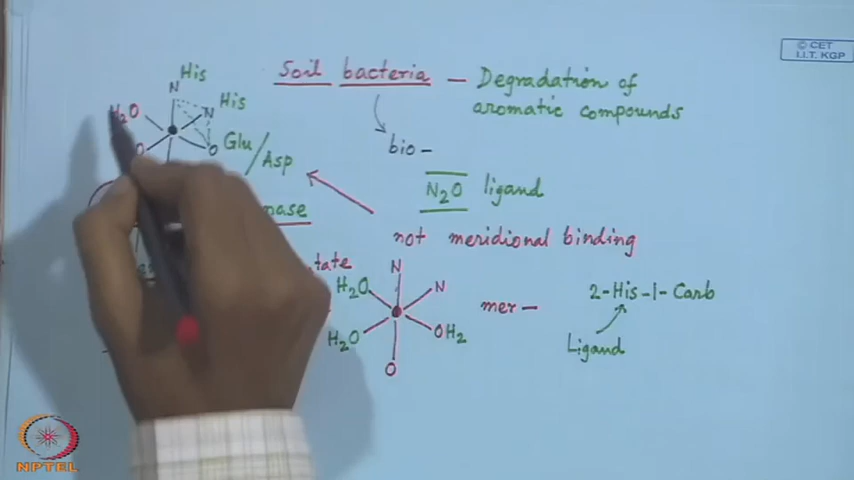 © CET
I.I.T. KGP
Soil bacteria — Degradation of
aromatic compounds
His
N
His
N
H2O
O
Glu/Asp
bio-
N2O ligand
not meridional binding
N
H2O
N
mer-
2-His-1-Carb
H2O
OH2
Ligand
O
NPTEL